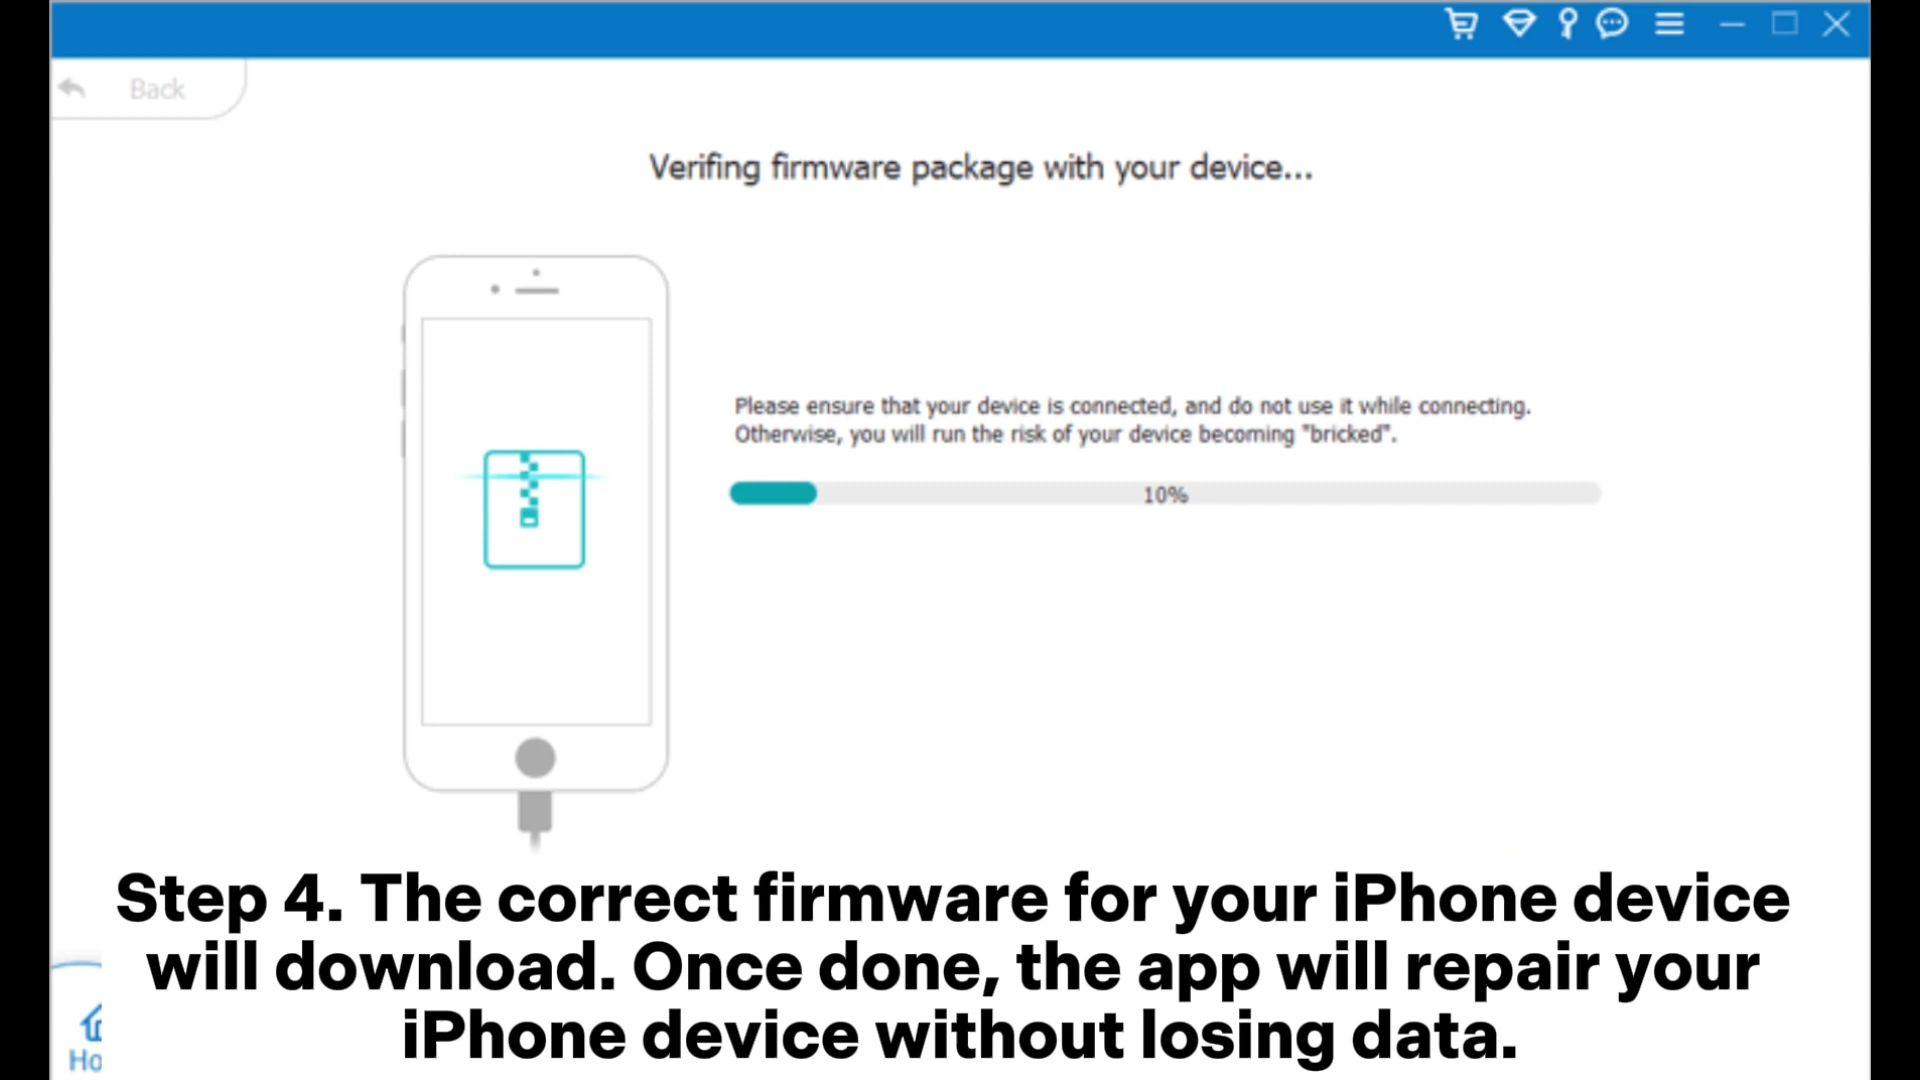 Back
Verifing firmware package with your device...
Please ensure that your device is connected, and do not use it while connecting.
Otherwise, you will run the risk of your device becoming "bricked".
10%
Step 4. The correct firmware for your iPhone device
will download. Once done, the app will repair your
iPhone device without losing data.
Ho